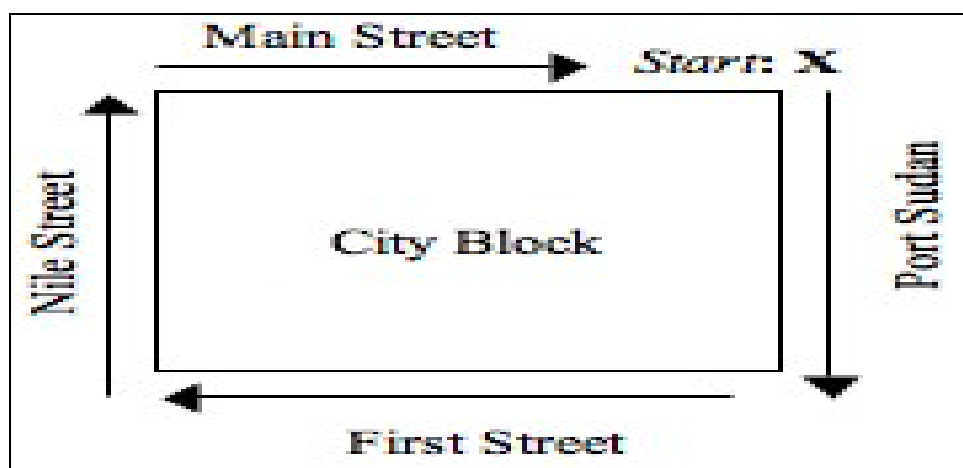 Main Street
Start: X
Nile Street
City Block
Port Sudan
First Street